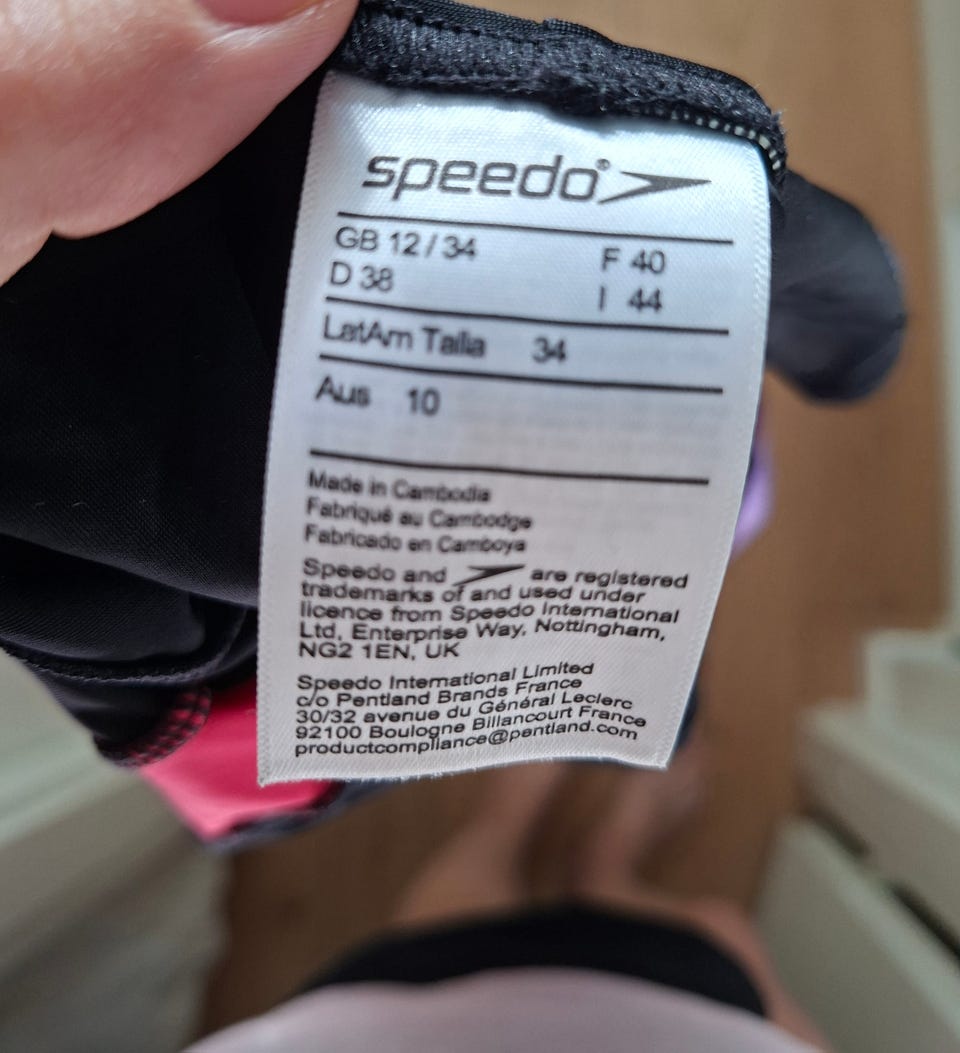 speedo®
GB 12 / 34 F 40
D 38 I 44
LatAm Talla 34
Aus 10
Made in Cambodia
Fabriqué au Cambodge
Fabricado en Camboya
Speedo and are registered
trademarks of and used under
licence from Speedo International
Ltd, Enterprise Way, Nottingham,
NG2 1EN, UK
Speedo International Limited
c/o Pentland Brands France
30/32 avenue du Général Leclerc
92100 Boulogne Billancourt France
productcompliance@pentland.com